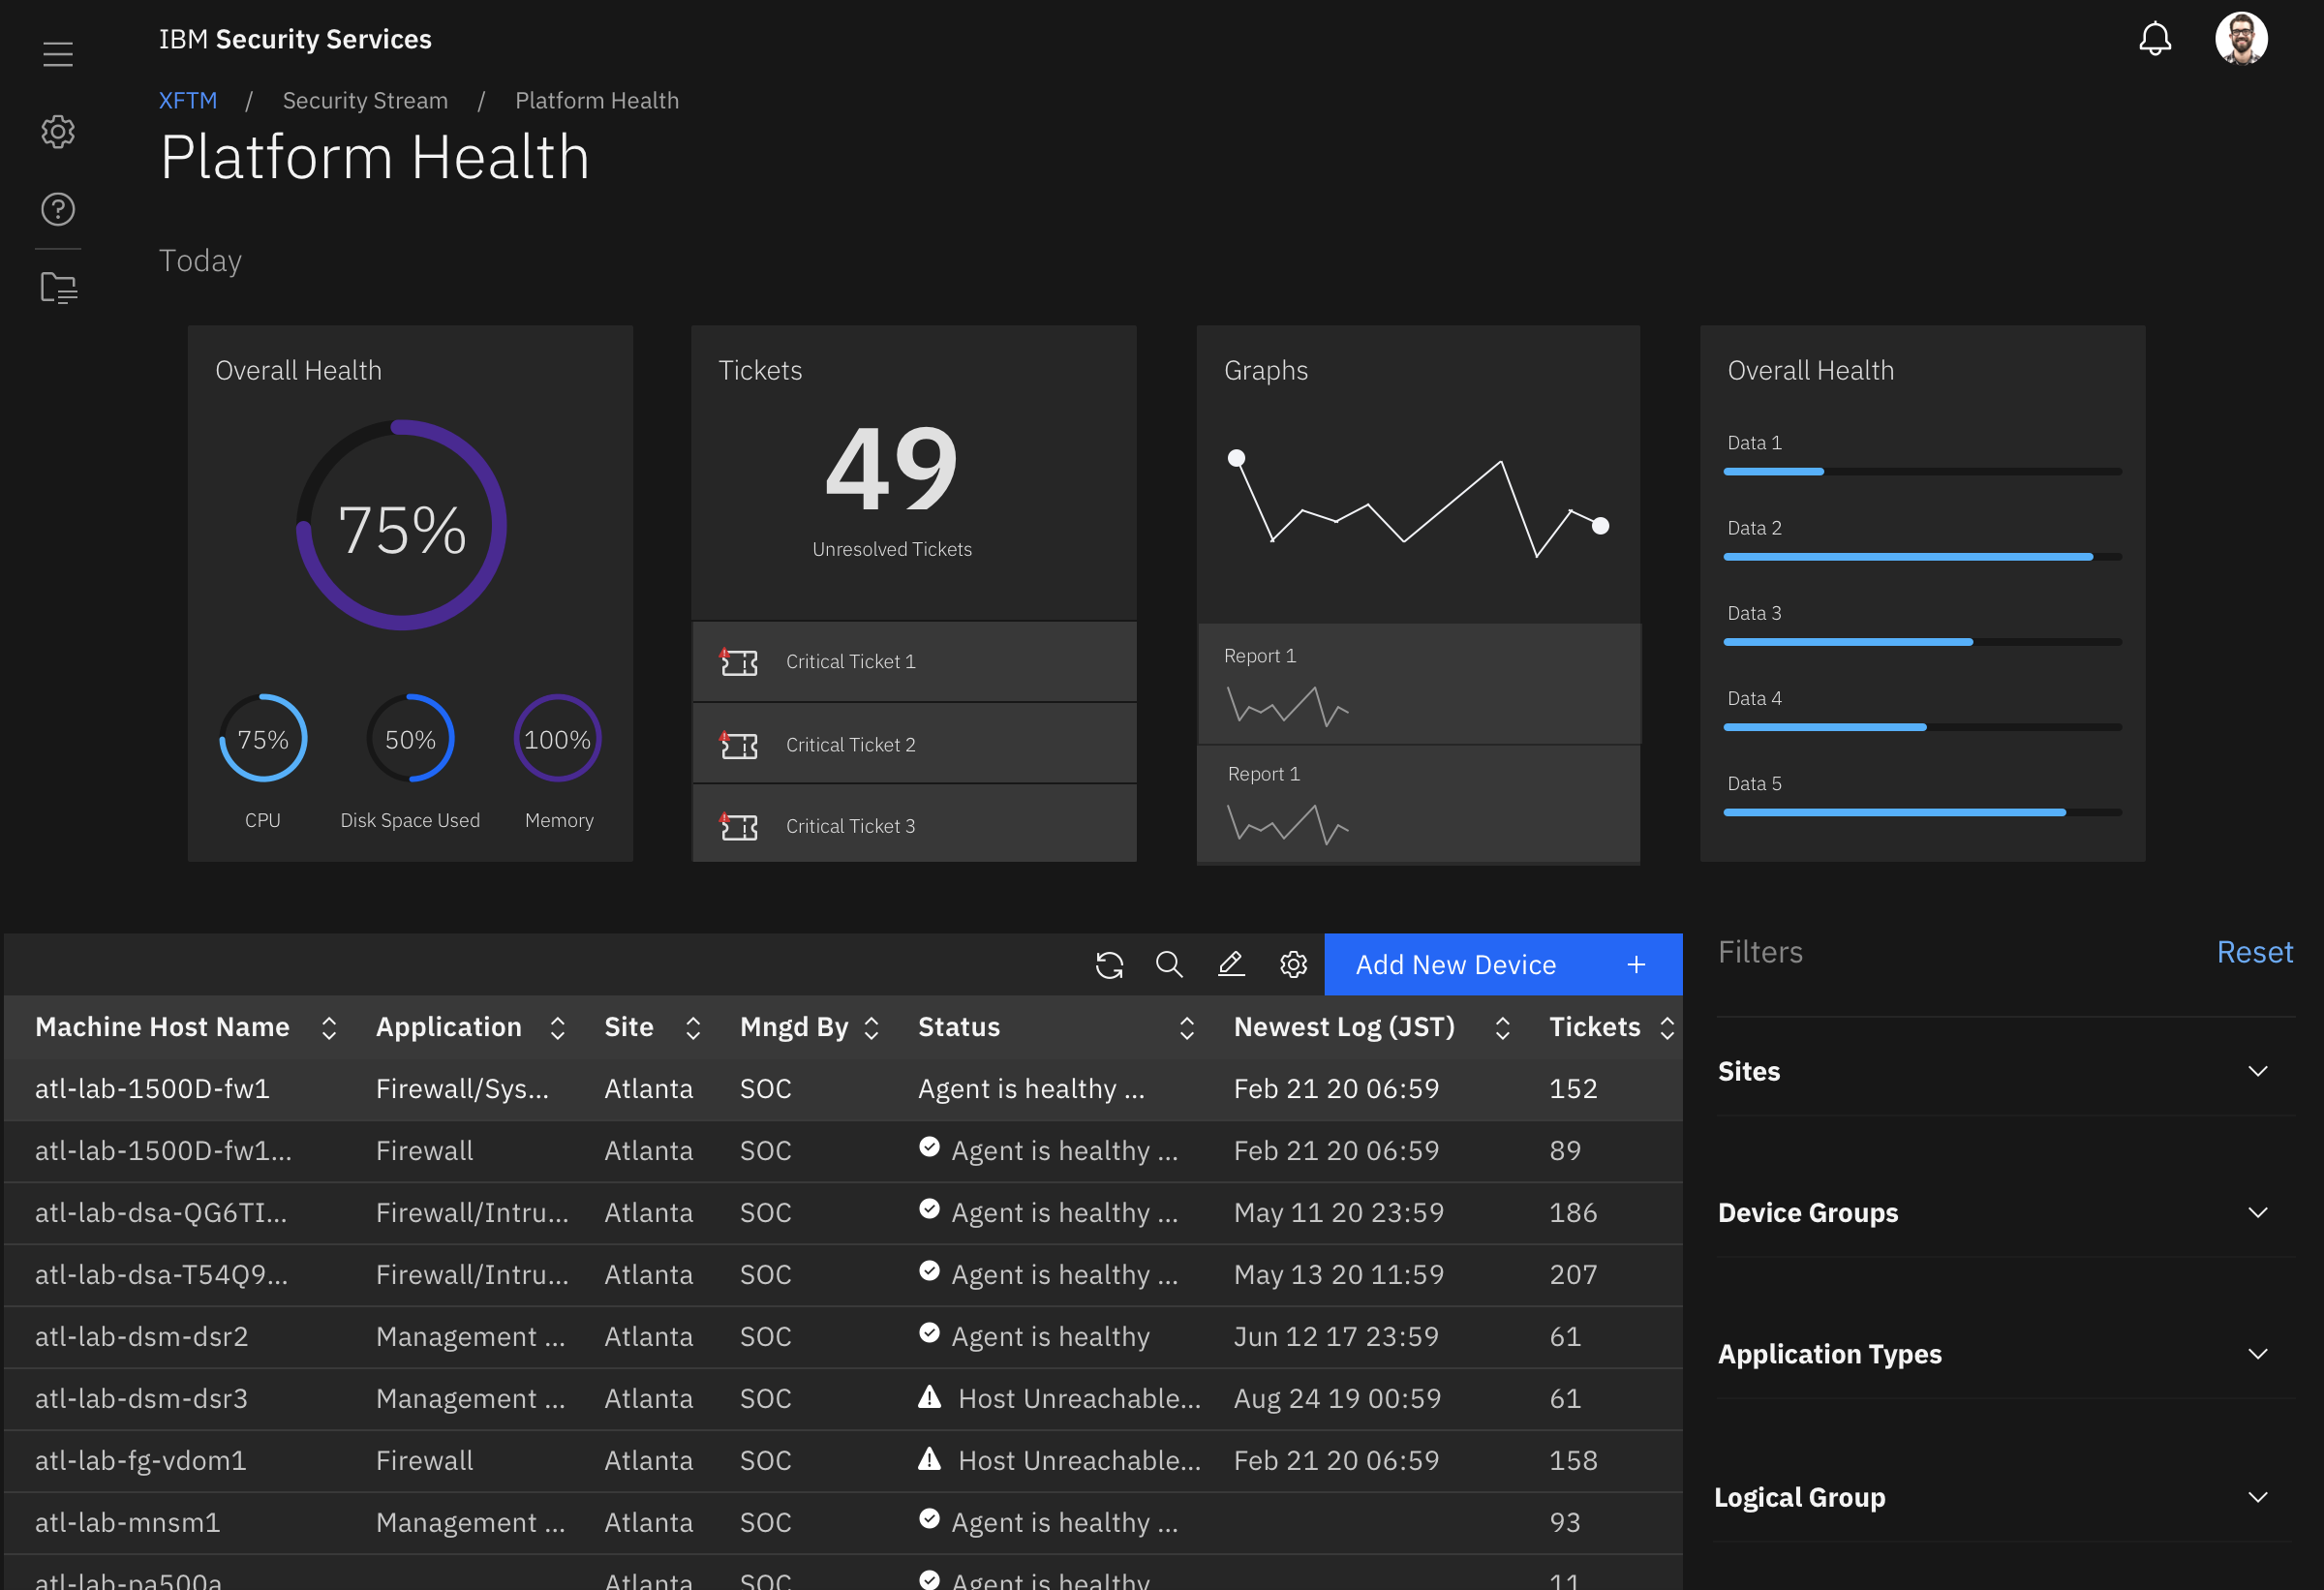 IBM Security Services
XFTM / Security Stream / Platform Health
Platform Health
Today
Overall Health
75%
75% 50% 100%
CPU Disk Space Used Memory
Tickets
49
Unresolved Tickets
Critical Ticket 1
Critical Ticket 2
Critical Ticket 3
Graphs
Report 1
Report 1
Overall Health
Data 1
Data 2
Data 3
Data 4
Data 5
Add New Device +
Machine Host Name Application Site Mngd By Status Newest Log (JST) Tickets
atl-lab-1500D-fw1 Firewall/Sys... Atlanta SOC Agent is healthy ... Feb 21 20 06:59 152
atl-lab-1500D-fw1... Firewall Atlanta SOC Agent is healthy ... Feb 21 20 06:59 89
atl-lab-dsa-QG6TI... Firewall/Intru... Atlanta SOC Agent is healthy ... May 11 20 23:59 186
atl-lab-dsa-T54Q9... Firewall/Intru... Atlanta SOC Agent is healthy ... May 13 20 11:59 207
atl-lab-dsm-dsr2 Management ... Atlanta SOC Agent is healthy Jun 12 17 23:59 61
atl-lab-dsm-dsr3 Management ... Atlanta SOC Host Unreachable... Aug 24 19 00:59 61
atl-lab-fg-vdom1 Firewall Atlanta SOC Host Unreachable... Feb 21 20 06:59 158
atl-lab-mnsm1 Management ... Atlanta SOC Agent is healthy ... 93
atl-lab-pa500a Atlanta SOC Agent is healthy 11
Filters Reset
Sites
Device Groups
Application Types
Logical Group